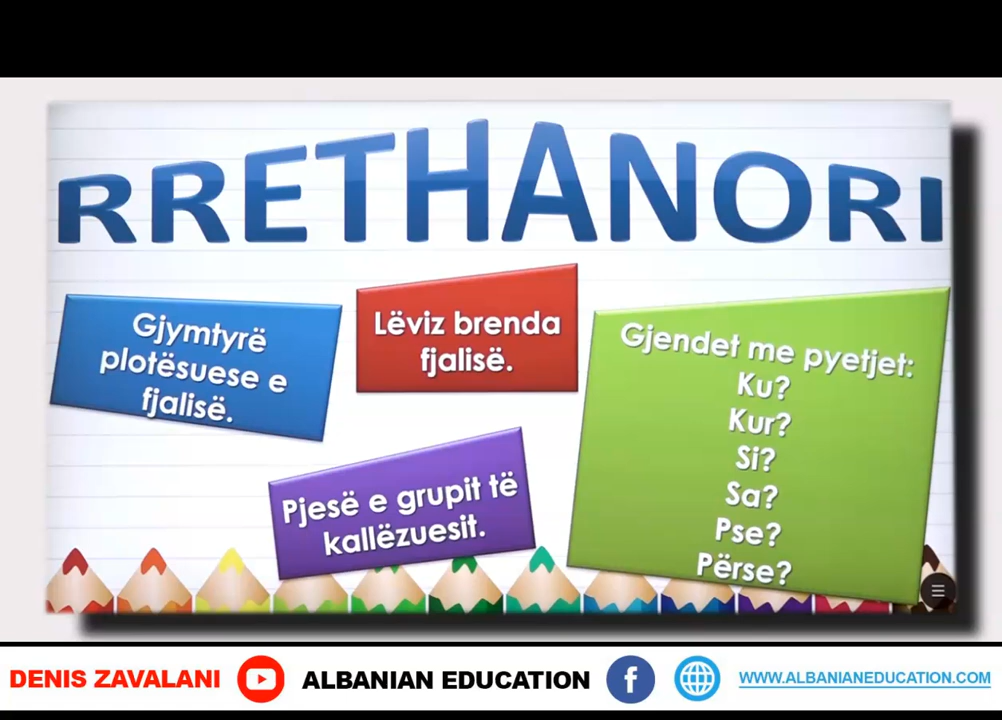 RRETHANORI
Gjymtyrë
plotësuese e
fjalisë.
Lëviz brenda
fjalisë.
Pjesë e grupit të
kallëzuesit.
Gjendet me pyetjet:
Ku?
Kur?
Si?
Sa?
Pse?
Përse?
DENIS ZAVALANI
ALBANIAN EDUCATION
WWW.ALBANIANEDUCATION.COM